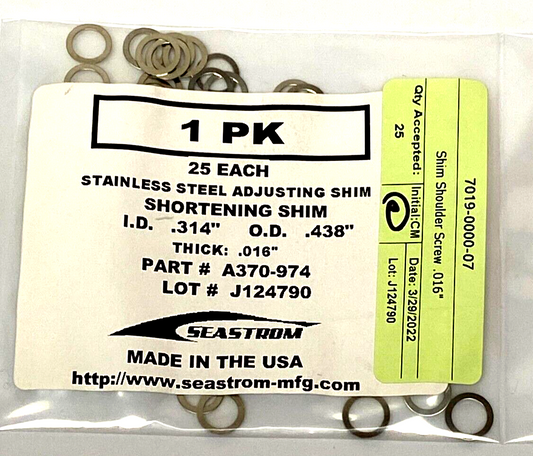 1 PK
25 EACH
STAINLESS STEEL ADJUSTING SHIM
SHORTENING SHIM
I.D. .314" O.D. .438"
THICK: .016"
PART # A370-974
LOT # J124790
SEASTROM
MADE IN THE USA
http://www.seastrom-mfg.com
7019-0000-07
Shim Shoulder Screw .016"
Qty Accepted: Initial:CM Date: 3/29/2022
25 Lot: J124790